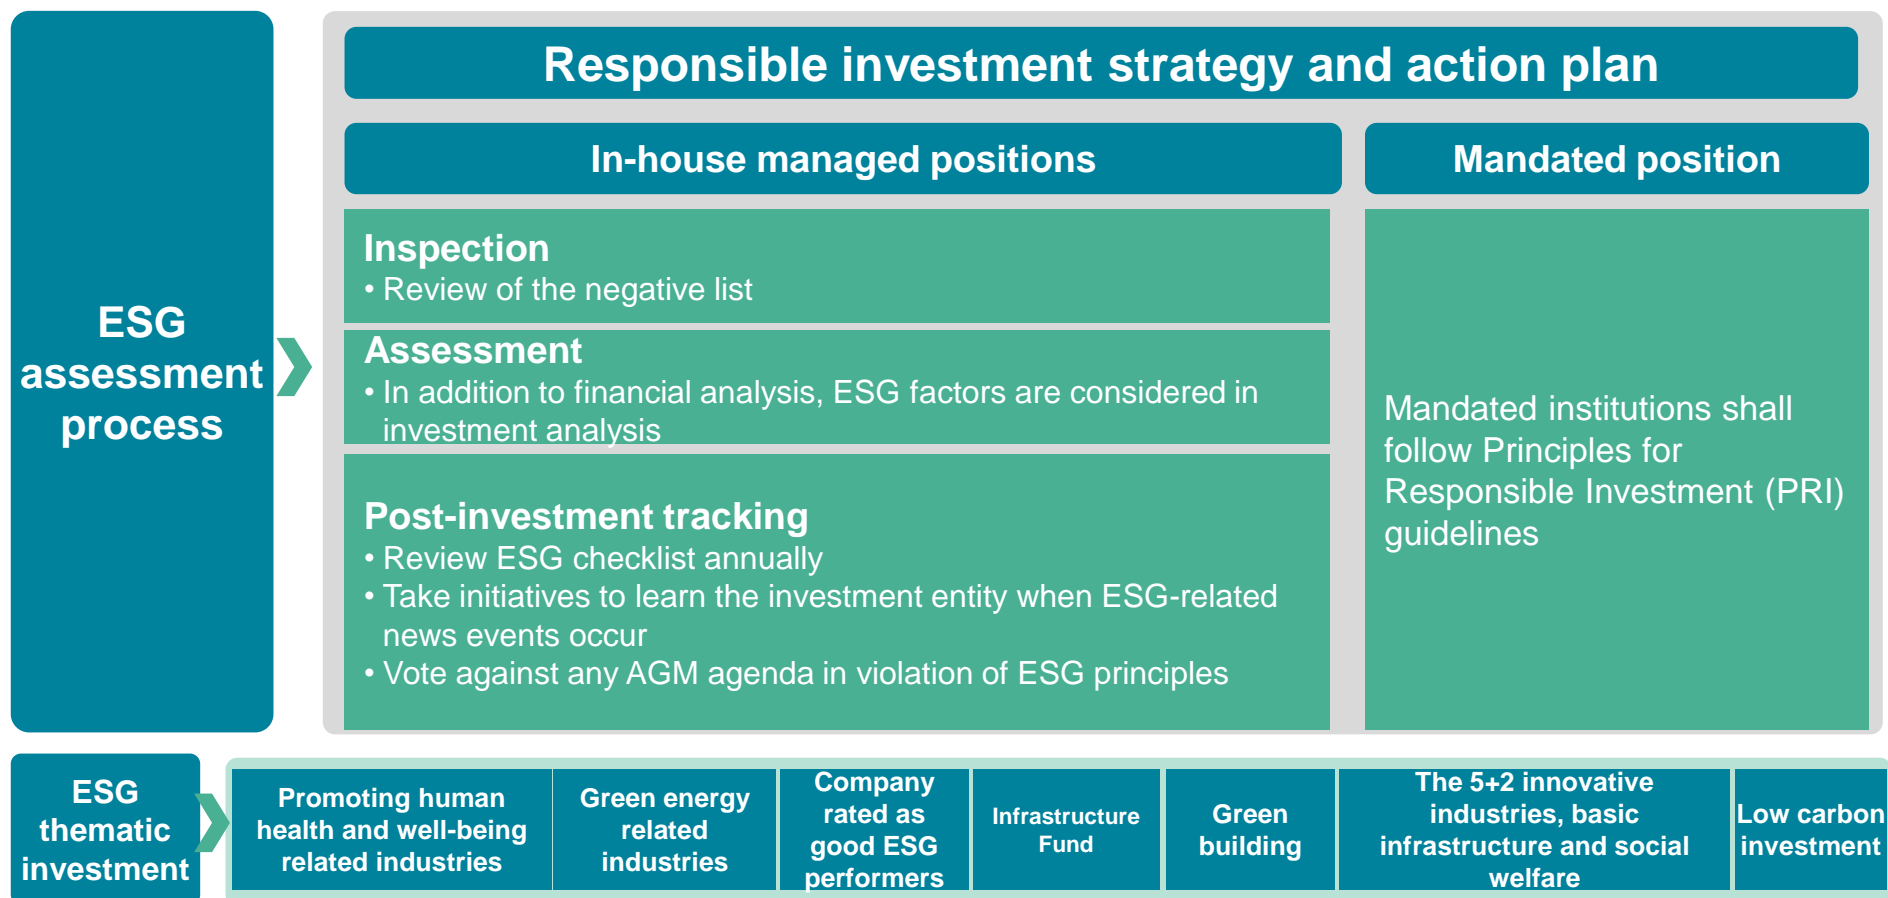 ESG
assessment
process
Responsible investment strategy and action plan
In-house managed positions
Inspection
• Review of the negative list
Assessment
• In addition to financial analysis, ESG factors are considered in
investment analysis
Post-investment tracking
• Review ESG checklist annually
• Take initiatives to learn the investment entity when ESG-related
news events occur
• Vote against any AGM agenda in violation of ESG principles
Mandated position
Mandated institutions shall
follow Principles for
Responsible Investment (PRI)
guidelines
ESG
thematic
investment
Promoting human
health and well-being
related industries
Green energy
related
industries
Company
rated as
good ESG
performers
Infrastructure
Fund
Green
building
The 5+2 innovative
industries, basic
infrastructure and social
welfare
Low carbon
investment